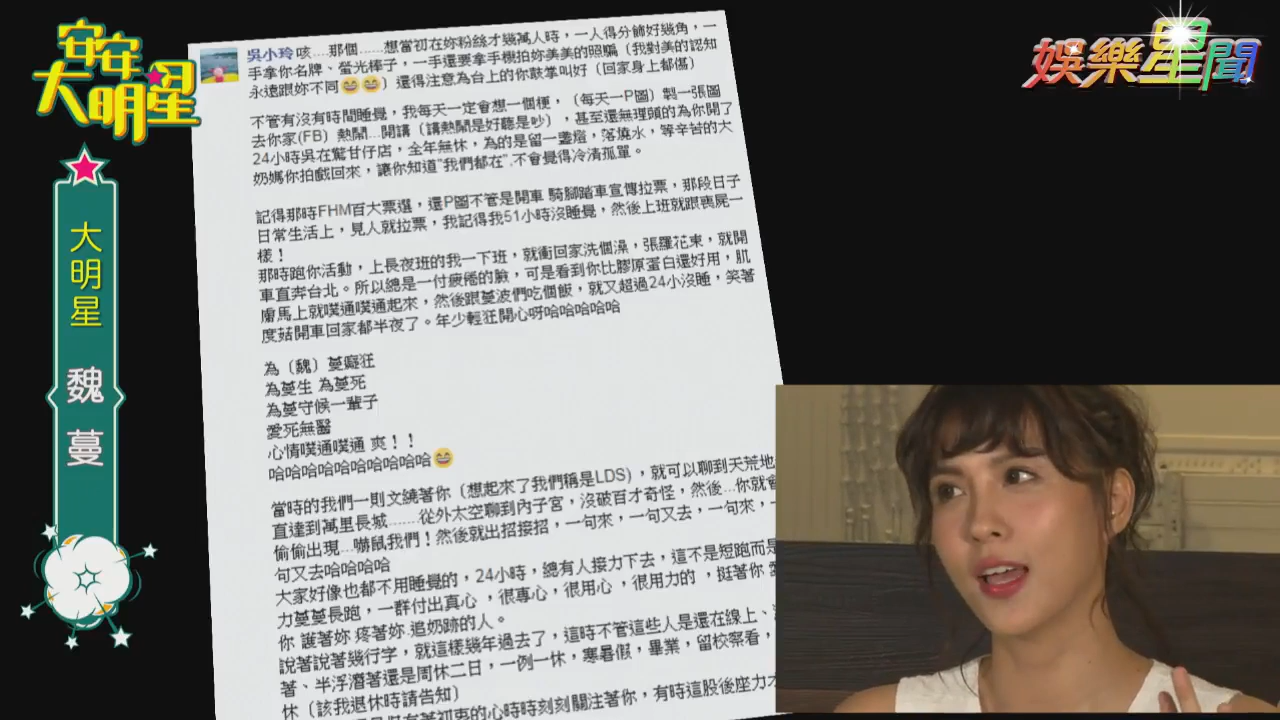 安安
大明星
娛樂星聞
大明星
魏蔓
吳小玲 咳....那個......想當初在妳粉絲才幾萬人時，一人得分飾好幾角，一
手拿你名牌、螢光棒子，一手還要拿手機拍妳美美的照騙〔我對美的認知
永遠跟妳不同😄😄〕還得注意為台上的你鼓掌叫好〔回家身上都傷〕
不管有沒有時間睡覺，我每天一定會想一個梗，〔每天一P圖〕製一張圖
去你家(FB) 熱鬧...開講〔講熱鬧是好聽是吵〕，甚至還無理頭的為你開了
24小時吳在驚甘仔店，全年無休，為的是留一盞燈，落燒水，等辛苦的大
奶媽你拍戲回來，讓你知道"我們都在",不會覺得冷清孤單。
記得那時FHM百大票選，還P圖不管是開車 騎腳踏車宣傳拉票，那段日子
日常生活上，見人就拉票，我記得我51小時沒睡覺，然後上班就跟喪屍一
樣！
那時跑你活動，上長夜班的我一下班，就衝回家洗個澡，張羅花束，就開
車直奔台北。所以總是一付疲倦的臉，可是看到你比膠原蛋白還好用，肌
膚馬上就噗通噗通起來，然後跟蔓波們吃個飯，就又超過24小沒睡，笑著
度菇開車回家都半夜了。年少輕狂開心呀哈哈哈哈哈
為〔魏〕蔓癡狂
為蔓生 為蔓死
為蔓守候一輩子
愛死無醫
心情噗通噗通 爽！！
哈哈哈哈哈哈哈哈哈哈😄
當時的我們一則文繞著你〔想起來了我們稱是LDS〕，就可以聊到天荒地
直達到萬里長城........從外太空聊到內子宮，沒破百才奇怪，然後...你就會
偷偷出現...嚇鼠我們！然後就出招接招，一句來，一句又去，一句來，一
句又去哈哈哈哈
大家好像也都不用睡覺的，24小時，總有人接力下去，這不是短跑而是
力蔓蔓長跑，一群付出真心，很專心，很用心，很用力的，挺著你 愛
你 護著妳 疼著妳 追奶跡的人。
說著說著幾行字，就這樣幾年過去了，這時不管這些人是還在線上、
著、半浮潛著還是周休二日，一例一休，寒暑假，畢業，留校察看，
休〔該我退休時請告知〕
著初衷的心時時刻刻關注著你，有時這股後座力才